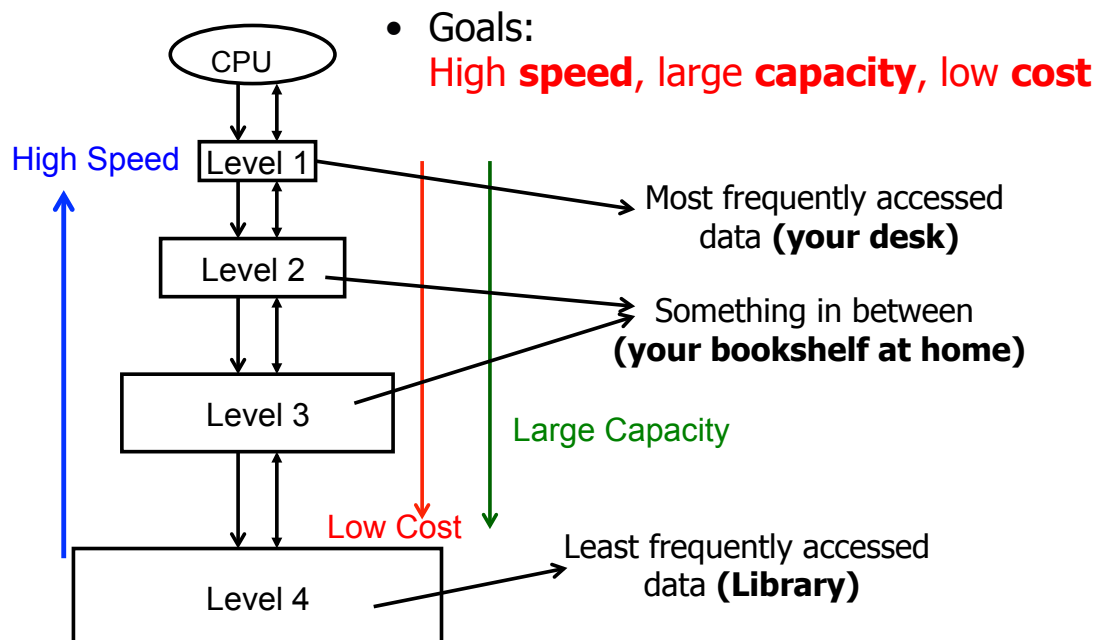 • Goals:
High speed, large capacity, low cost
CPU
High Speed
Level 1
Most frequently accessed
data (your desk)
Level 2
Something in between
(your bookshelf at home)
Level 3
Large Capacity
Low Cost
Least frequently accessed
data (Library)
Level 4